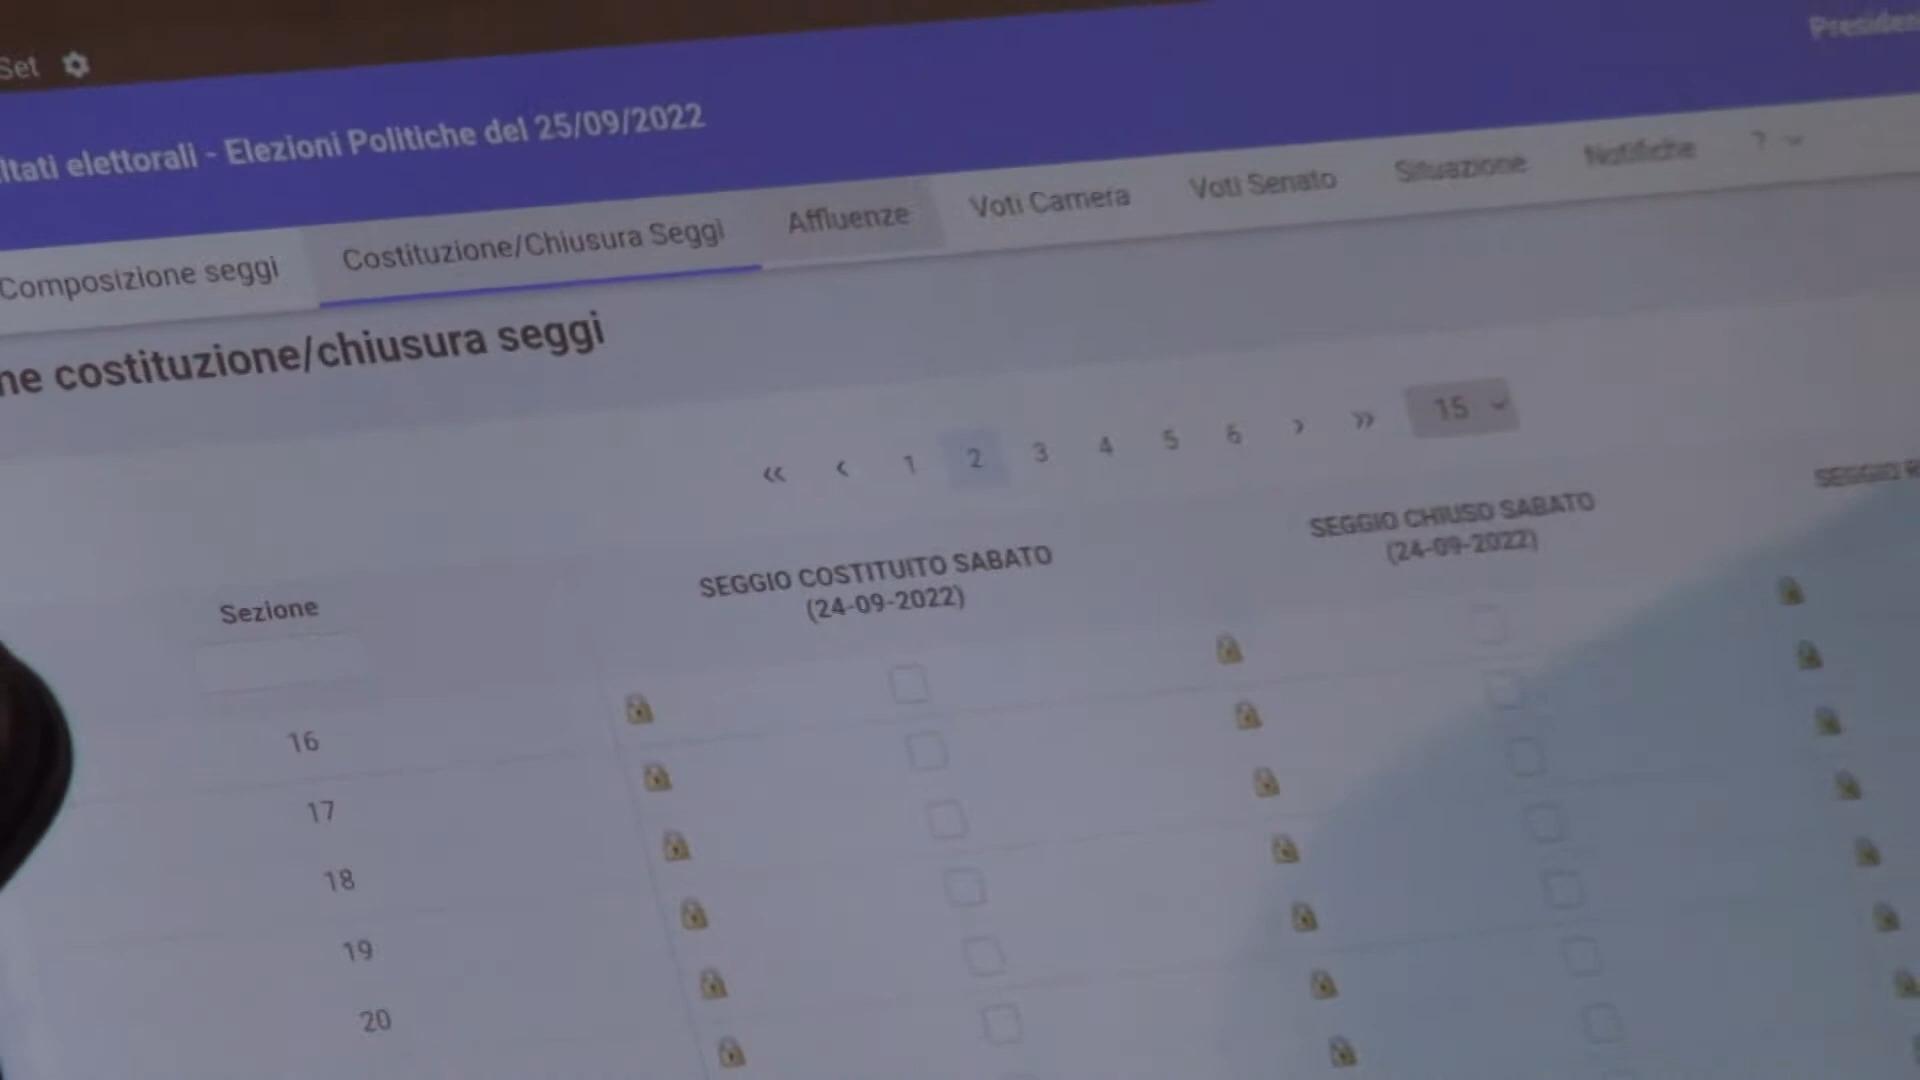 Set
ltati elettorali - Elezioni Politiche del 25/09/2022
Composizione seggi
Costituzione/Chiusura Seggi
Affluenze
Voti Camera
Voti Senato
Situazione
Notifiche
?
ne costituzione/chiusura seggi
« ‹ 1 2 3 4 5 6 › »
15
Sezione
SEGGIO COSTITUITO SABATO
(24-09-2022)
SEGGIO CHIUSO SABATO
(24-09-2022)
SEGGIO
16
17
18
19
20